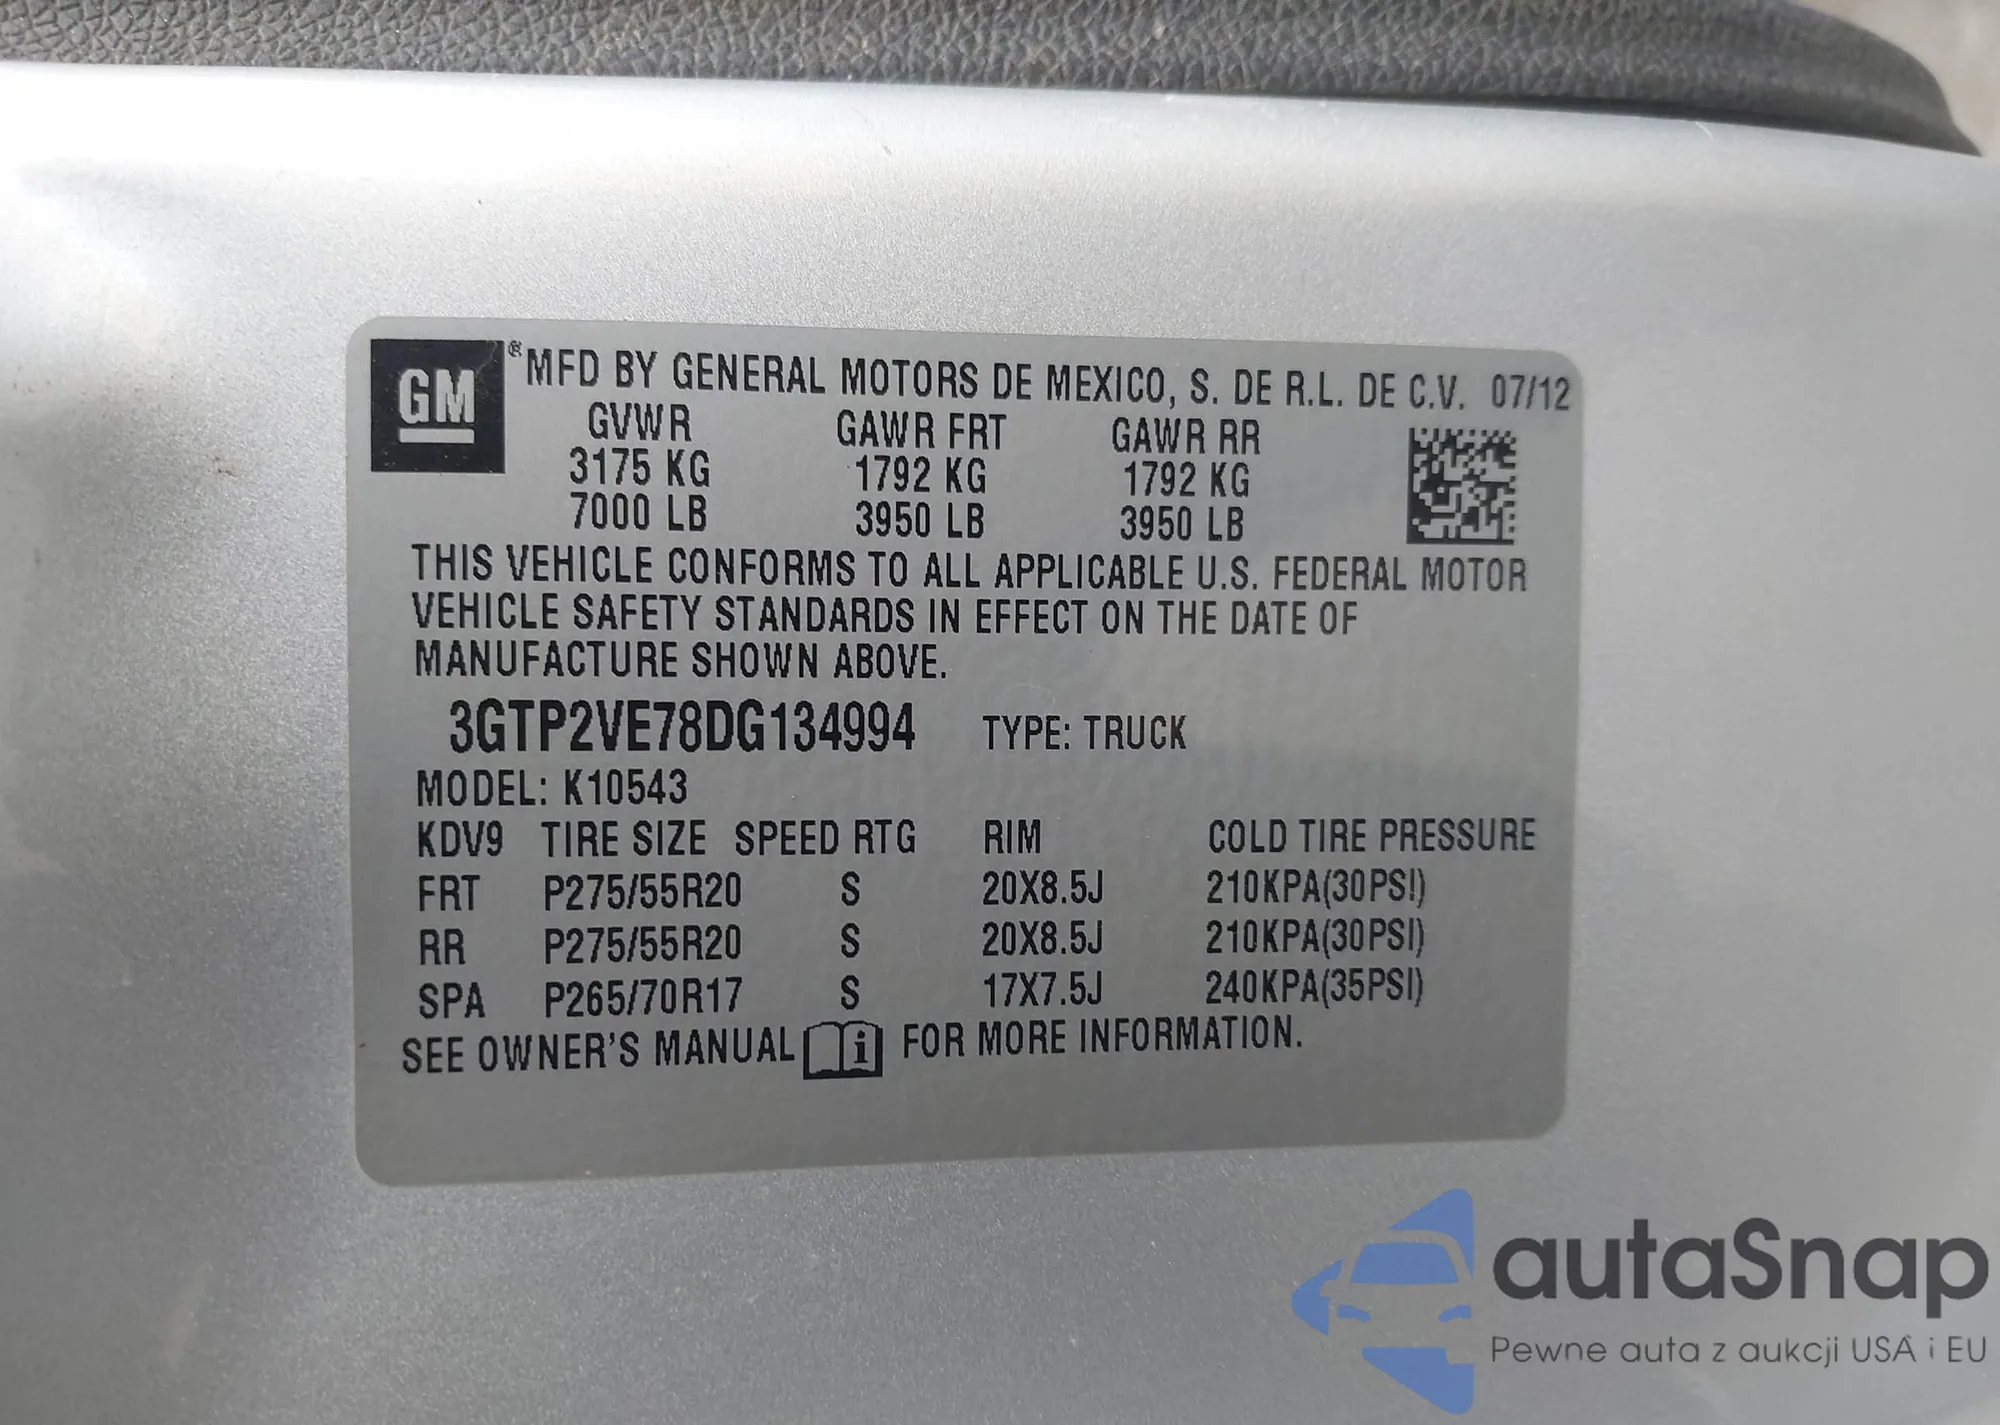 GM ® MFD BY GENERAL MOTORS DE MEXICO, S. DE R.L. DE C.V. 07/12
GVWR GAWR FRT GAWR RR
3175 KG 1792 KG 1792 KG
7000 LB 3950 LB 3950 LB
THIS VEHICLE CONFORMS TO ALL APPLICABLE U.S. FEDERAL MOTOR
VEHICLE SAFETY STANDARDS IN EFFECT ON THE DATE OF
MANUFACTURE SHOWN ABOVE.
3GTP2VE78DG134994 TYPE: TRUCK
MODEL: K10543
KDV9 TIRE SIZE SPEED RTG RIM COLD TIRE PRESSURE
FRT P275/55R20 S 20X8.5J 210KPA(30PSI)
RR P275/55R20 S 20X8.5J 210KPA(30PSI)
SPA P265/70R17 S 17X7.5J 240KPA(35PSI)
SEE OWNER'S MANUAL i FOR MORE INFORMATION.
autaSnap
Pewne auta z aukcji USA i EU